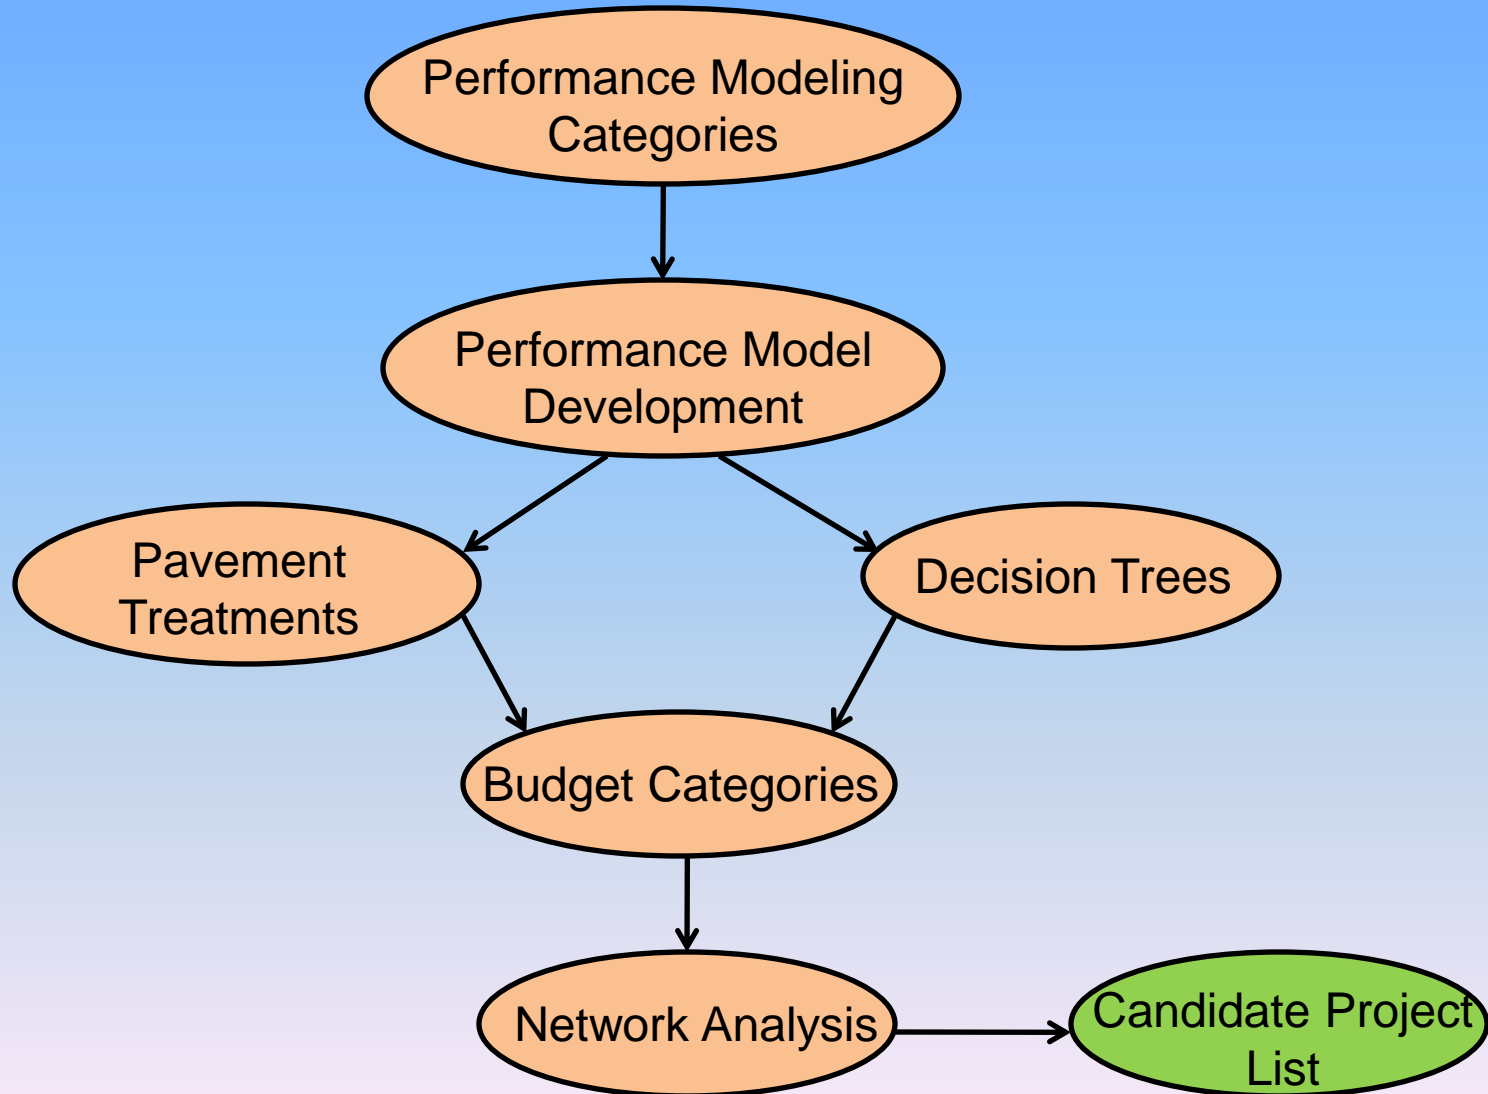 Performance Modeling
Categories
Performance Model
Development
Pavement
Treatments
Decision Trees
Budget Categories
Network Analysis
Candidate Project
List